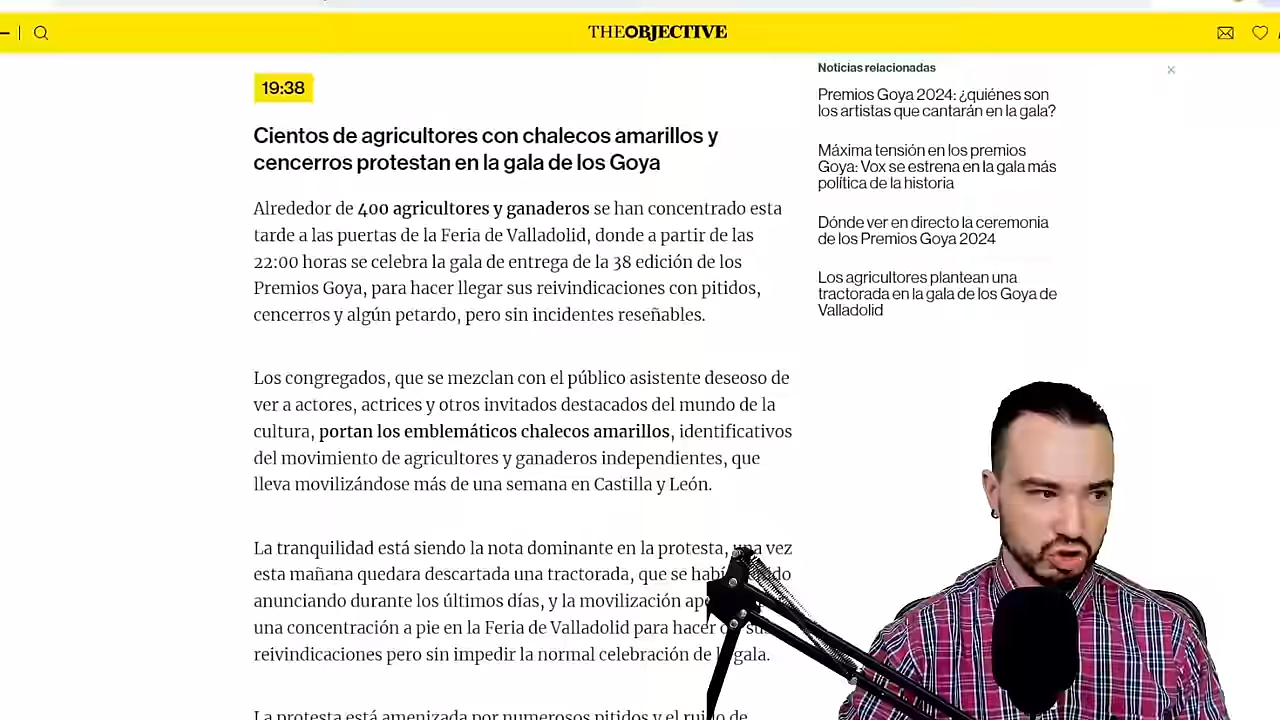 THEOBJECTIVE
19:38
Cientos de agricultores con chalecos amarillos y
cencerros protestan en la gala de los Goya
Alrededor de 400 agricultores y ganaderos se han concentrado esta
tarde a las puertas de la Feria de Valladolid, donde a partir de las
22:00 horas se celebra la gala de entrega de la 38 edición de los
Premios Goya, para hacer llegar sus reivindicaciones con pitidos,
cencerros y algún petardo, pero sin incidentes reseñables.
Los congregados, que se mezclan con el público asistente deseoso de
ver a actores, actrices y otros invitados destacados del mundo de la
cultura, portan los emblemáticos chalecos amarillos, identificativos
del movimiento de agricultores y ganaderos independientes, que
lleva movilizándose más de una semana en Castilla y León.
La tranquilidad está siendo la nota dominante en la protesta, una vez
esta mañana quedara descartada una tractorada, que se
anunciando durante los últimos días, y la movilización
una concentración a pie en la Feria de Valladolid para hacer
reivindicaciones pero sin impedir la normal celebración de gala.
La protesta está amenizada por numerosos pitidos y el ruido de
Noticias relacionadas
Premios Goya 2024: ¿quiénes son
los artistas que cantarán en la gala?
Máxima tensión en los premios
Goya: Vox se estrena en la gala más
política de la historia
Dónde ver en directo la ceremonia
de los Premios Goya 2024
Los agricultores plantean una
tractorada en la gala de los Goya de
Valladolid